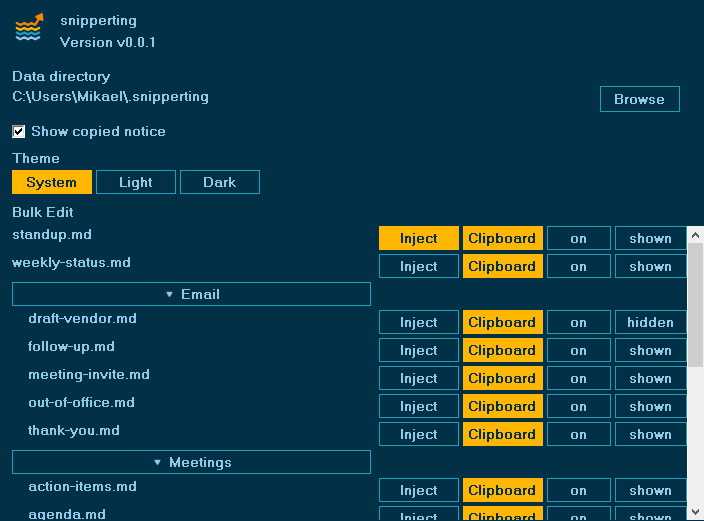 snipperting
Version v0.0.1
Data directory
C:\Users\Mikael\.snipperting
Browse
Show copied notice
Theme
System Light Dark
Bulk Edit
standup.md Inject Clipboard on shown
weekly-status.md Inject Clipboard on shown
Email
draft-vendor.md Inject Clipboard on hidden
follow-up.md Inject Clipboard on shown
meeting-invite.md Inject Clipboard on shown
out-of-office.md Inject Clipboard on shown
thank-you.md Inject Clipboard on shown
Meetings
action-items.md Inject Clipboard on shown
agenda.md Inject Clipboard on shown